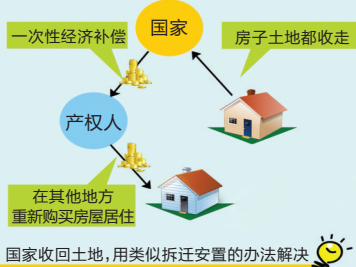 国家
一次性经济补偿
房子土地都收走
产权人
在其他地方
重新购买房屋居住
国家收回土地,用类似拆迁安置的办法解决